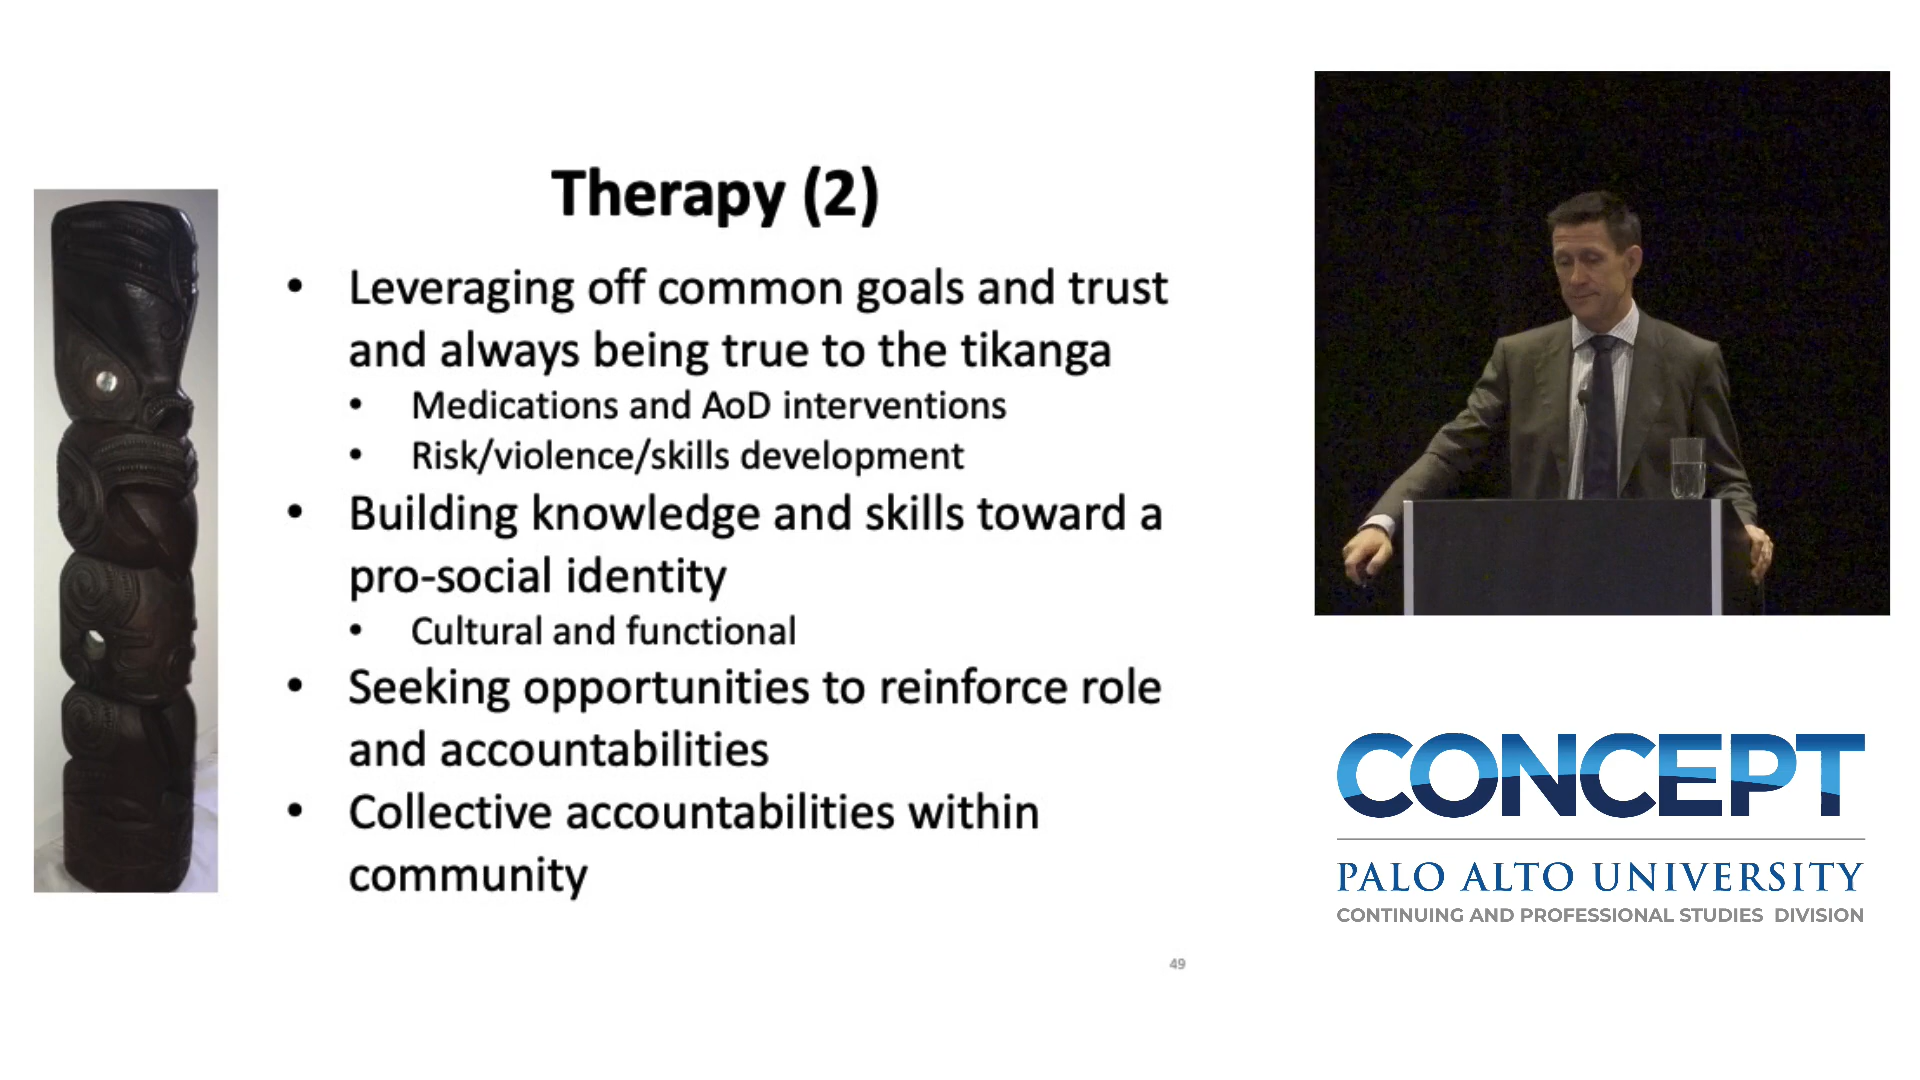 Therapy (2)
• Leveraging off common goals and trust
and always being true to the tikanga
• Medications and AoD interventions
• Risk/violence/skills development
• Building knowledge and skills toward a
pro-social identity
• Cultural and functional
• Seeking opportunities to reinforce role
and accountabilities
• Collective accountabilities within
community
49
CONCEPT
PALO ALTO UNIVERSITY
CONTINUING AND PROFESSIONAL STUDIES DIVISION